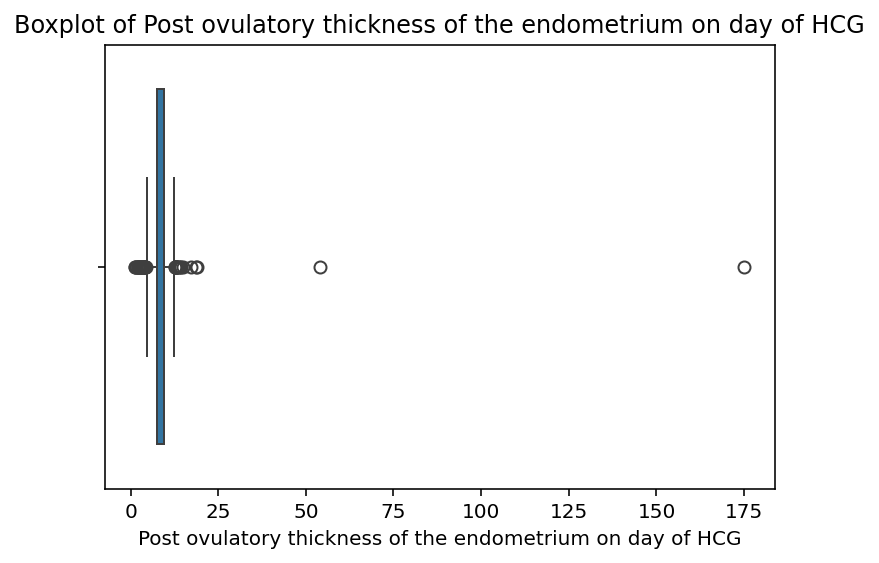 Boxplot of Post ovulatory thickness of the endometrium on day of HCG
0 25 50 75 100 125 150 175
Post ovulatory thickness of the endometrium on day of HCG